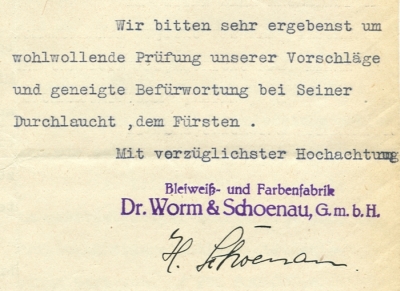 Wir bitten sehr ergebenst um
wohlwollende Prüfung unserer Vorschläge
und geneigte Befürwortung bei Seiner
Durchlaucht ,dem Fürsten .
Mit vorzüglichster Hochachtung
Bleiweiß- und Farbenfabrik
Dr. Worm & Schoenau, G.m.b.H.
H. Schoenau.